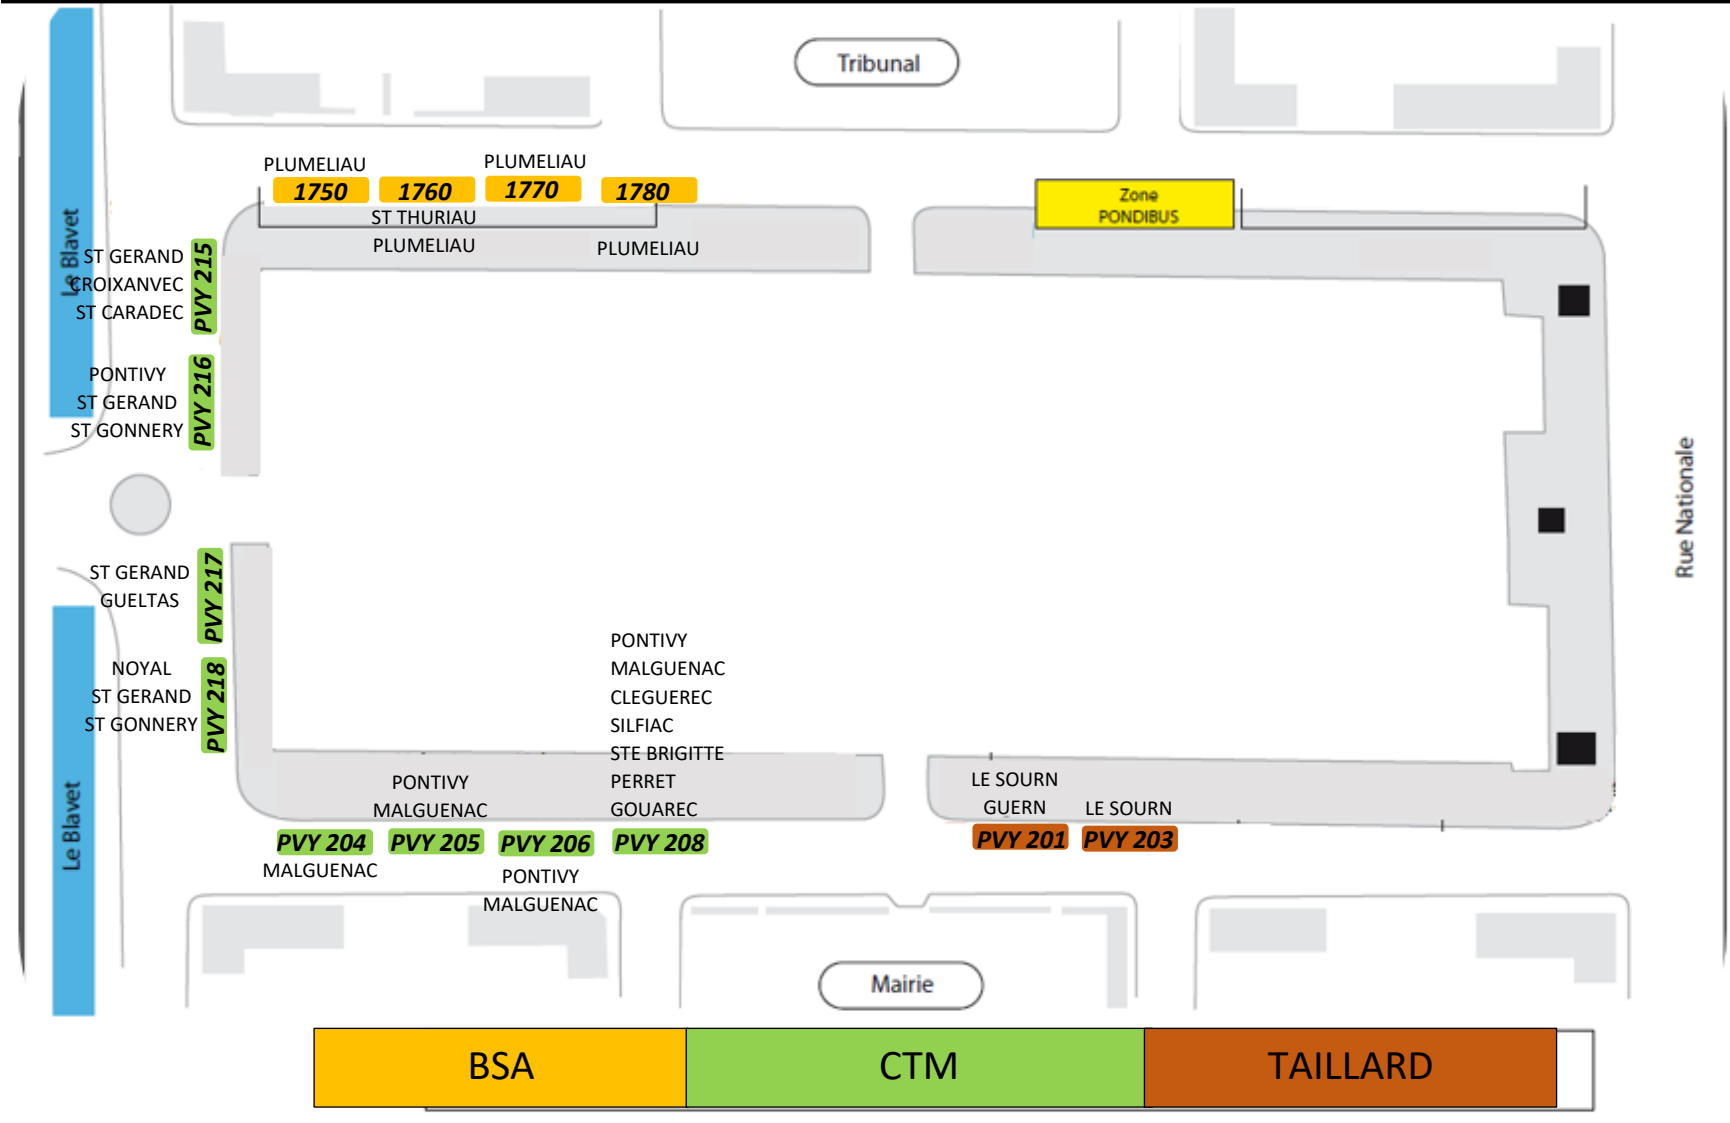 Tribunal
PLUMELIAU
PLUMELIAU
1750
1760
1770
1780
ST THURIAU
PLUMELIAU
PLUMELIAU
Zone
PONDIBUS
Le Blavet
ST GERAND
CROIXANVEC
ST CARADEC
PVY 215
PONTIVY
ST GERAND
ST GONNERY
PVY 216
Rue Nationale
ST GERAND
GUELTAS
PVY 217
NOYAL
ST GERAND
ST GONNERY
PVY 218
Le Blavet
PONTIVY
MALGUENAC
CLEGUEREC
SILFIAC
STE BRIGITTE
PERRET
GOUAREC
PONTIVY
MALGUENAC
LE SOURN
GUERN
LE SOURN
PVY 204
PVY 205
PVY 206
PVY 208
PVY 201
PVY 203
MALGUENAC
PONTIVY
MALGUENAC
Mairie
BSA
CTM
TAILLARD